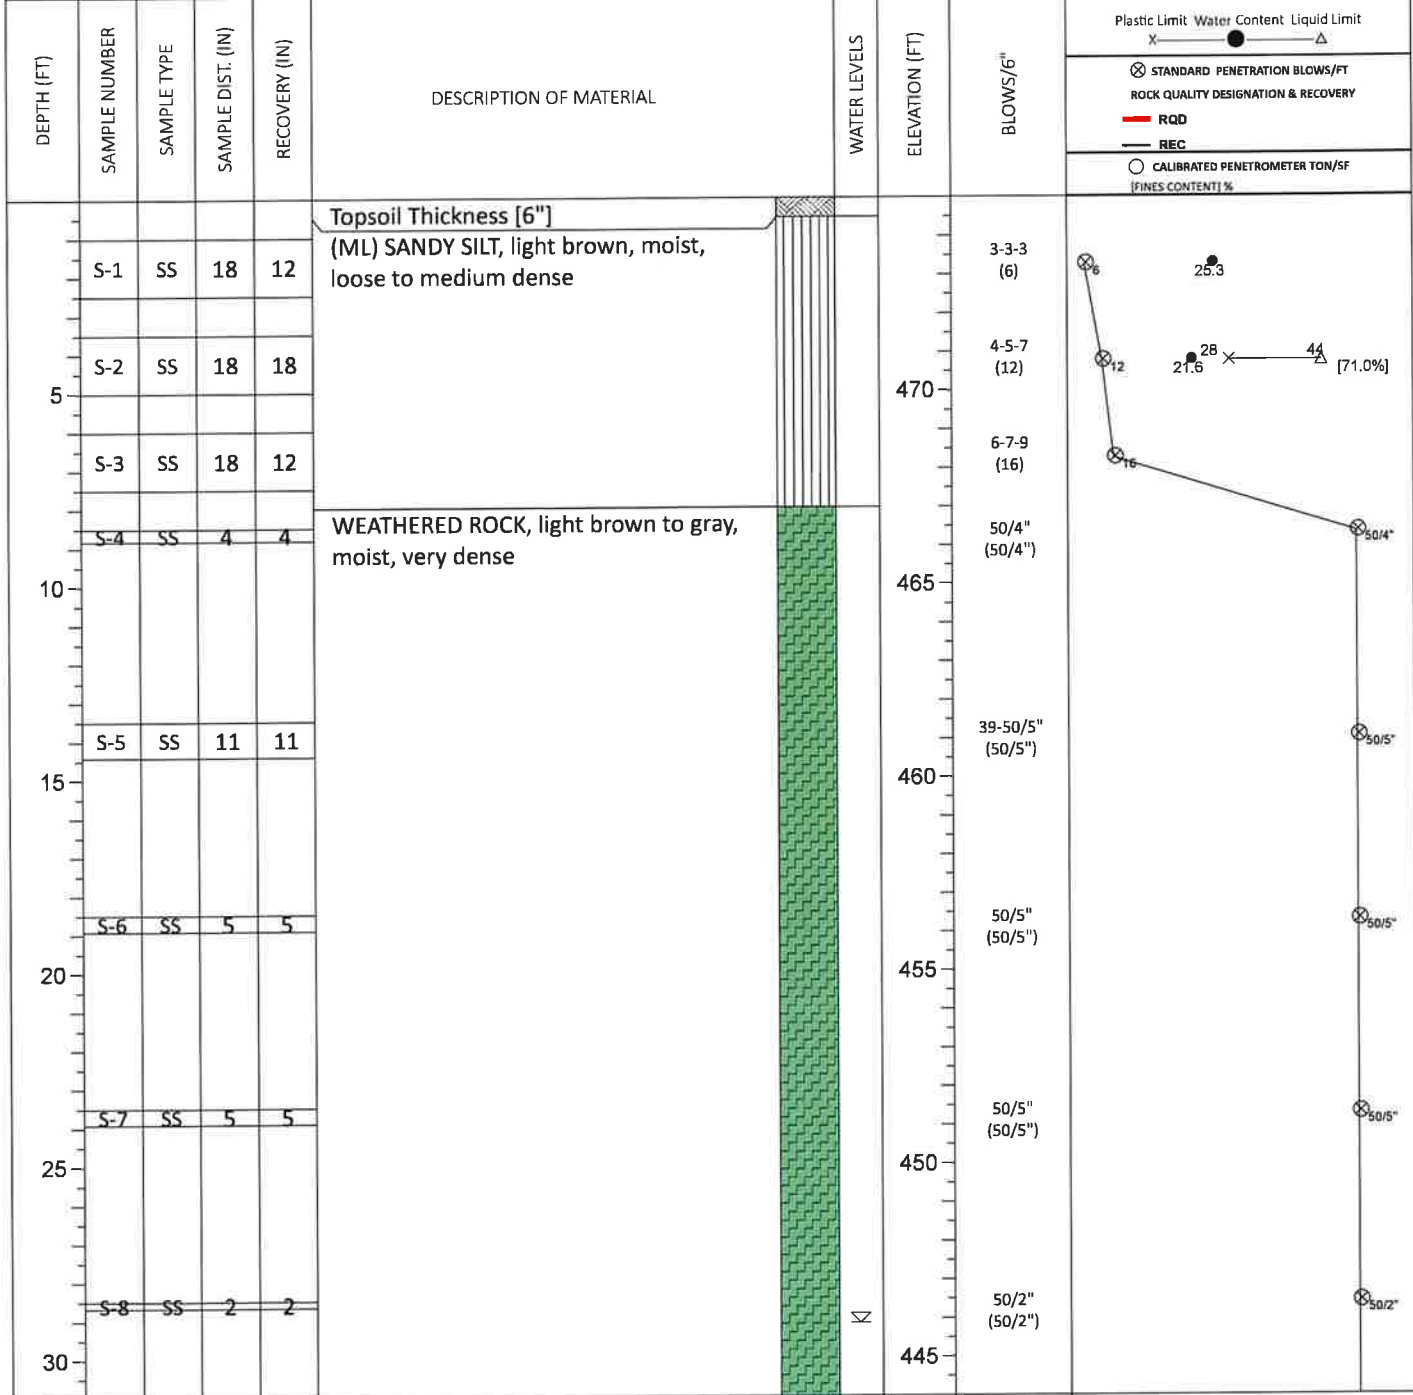 DEPTH (FT)
SAMPLE NUMBER
SAMPLE TYPE
SAMPLE DIST. (IN)
RECOVERY (IN)
DESCRIPTION OF MATERIAL
WATER LEVELS
ELEVATION (FT)
BLOWS/6"
Plastic Limit Water Content Liquid Limit
X
STANDARD PENETRATION BLOWS/FT
ROCK QUALITY DESIGNATION & RECOVERY
RQD
REC
CALIBRATED PENETROMETER TON/SF
[FINES CONTENT] %
Topsoil Thickness [6"]
(ML) SANDY SILT, light brown, moist,
loose to medium dense
S-1 SS 18 12
3-3-3
(6)
6
25.3
S-2 SS 18 18
4-5-7
(12)
12
21.6
28
44
[71.0%]
5
470
S-3 SS 18 12
6-7-9
(16)
16
WEATHERED ROCK, light brown to gray,
moist, very dense
S-4 SS 4 4
50/4"
(50/4")
50/4"
10
465
S-5 SS 11 11
39-50/5"
(50/5")
50/5"
15
460
S-6 SS 5 5
50/5"
(50/5")
50/5"
20
455
S-7 SS 5 5
50/5"
(50/5")
50/5"
25
450
S-8 SS 2 2
50/2"
(50/2")
50/2"
30
445